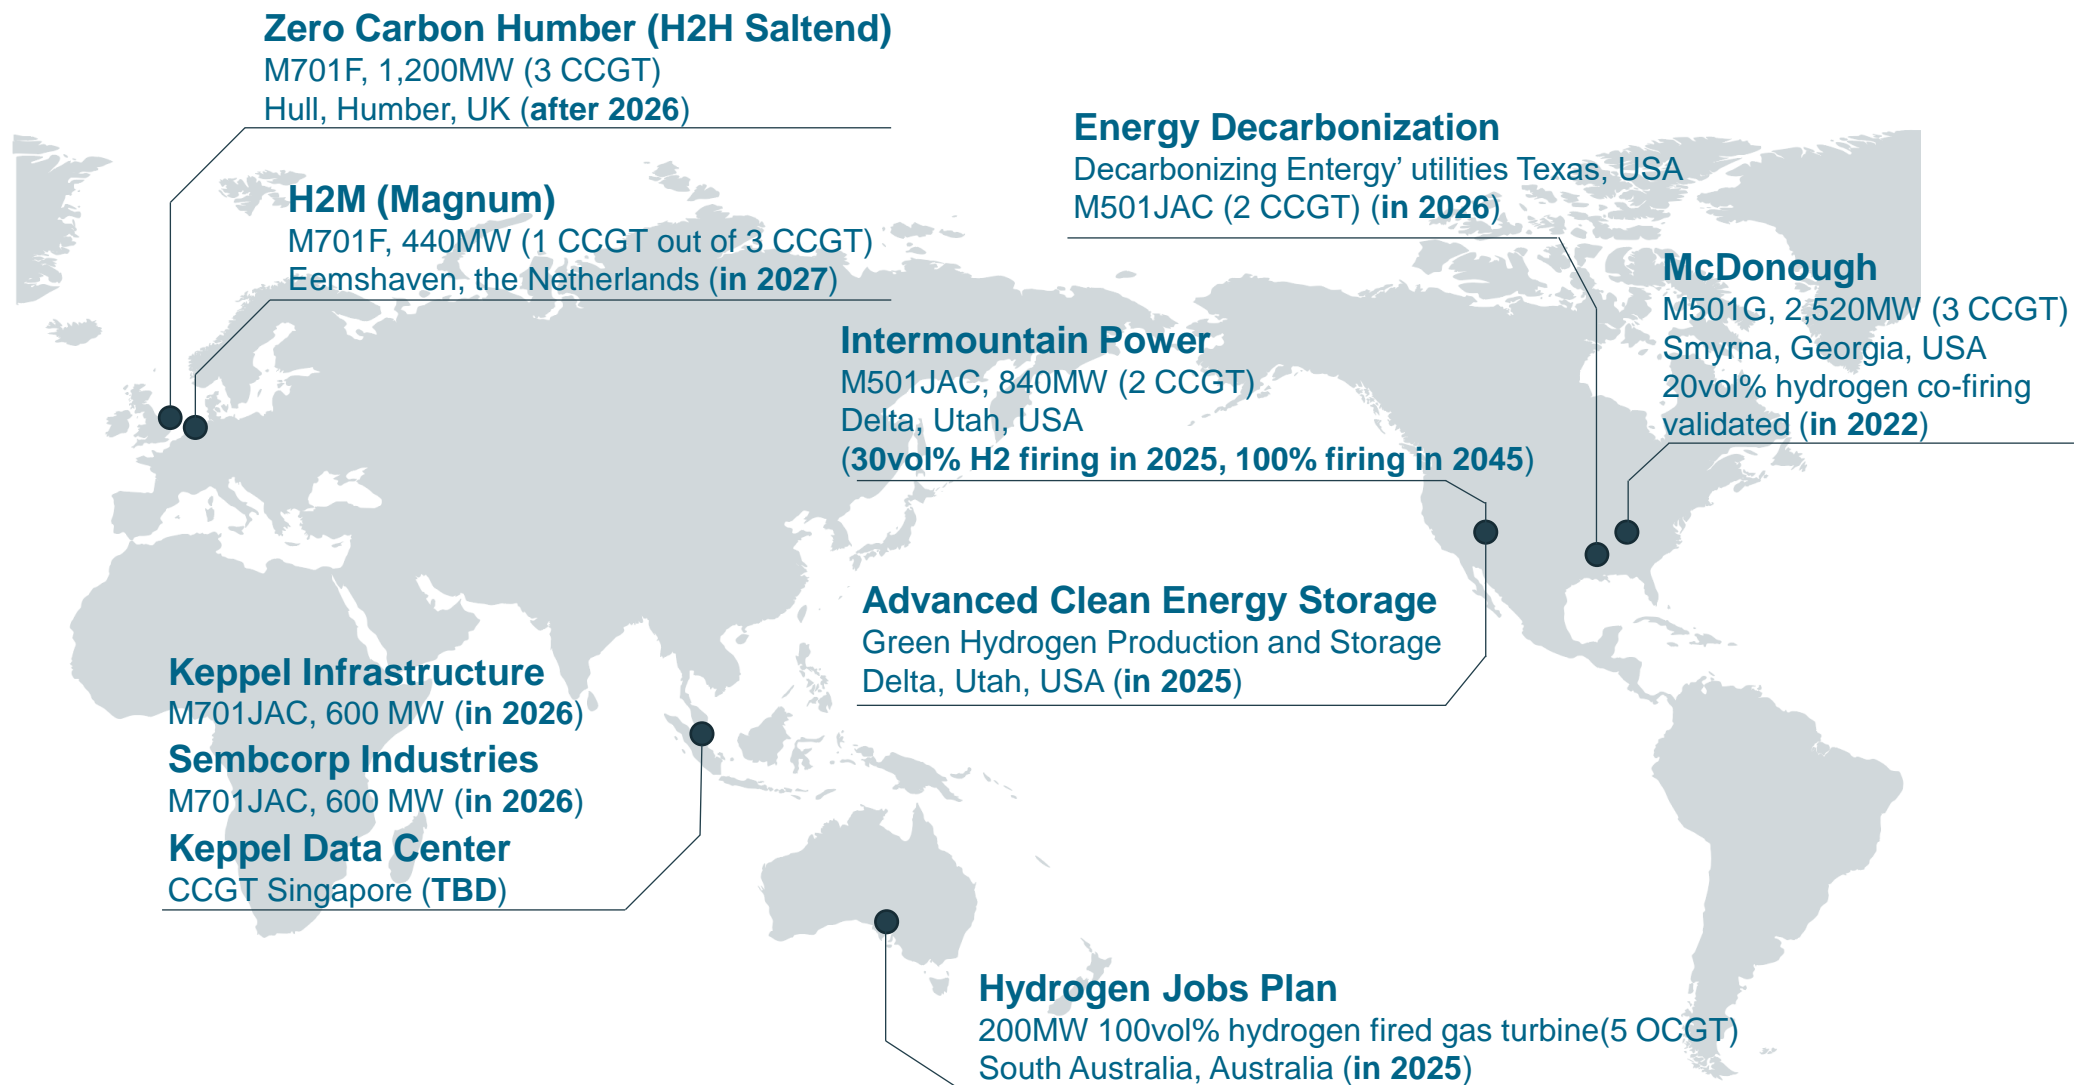 Zero Carbon Humber (H2H Saltend)
M701F, 1,200MW (3 CCGT)
Hull, Humber, UK (after 2026)
H2M (Magnum)
M701F, 440MW (1 CCGT out of 3 CCGT)
Eemshaven, the Netherlands (in 2027)
Energy Decarbonization
Decarbonizing Entergy’ utilities Texas, USA
M501JAC (2 CCGT) (in 2026)
McDonough
M501G, 2,520MW (3 CCGT)
Smyrna, Georgia, USA
20vol% hydrogen co-firing
validated (in 2022)
Intermountain Power
M501JAC, 840MW (2 CCGT)
Delta, Utah, USA
(30vol% H2 firing in 2025, 100% firing in 2045)
Advanced Clean Energy Storage
Green Hydrogen Production and Storage
Delta, Utah, USA (in 2025)
Keppel Infrastructure
M701JAC, 600 MW (in 2026)
Sembcorp Industries
M701JAC, 600 MW (in 2026)
Keppel Data Center
CCGT Singapore (TBD)
Hydrogen Jobs Plan
200MW 100vol% hydrogen fired gas turbine(5 OCGT)
South Australia, Australia (in 2025)